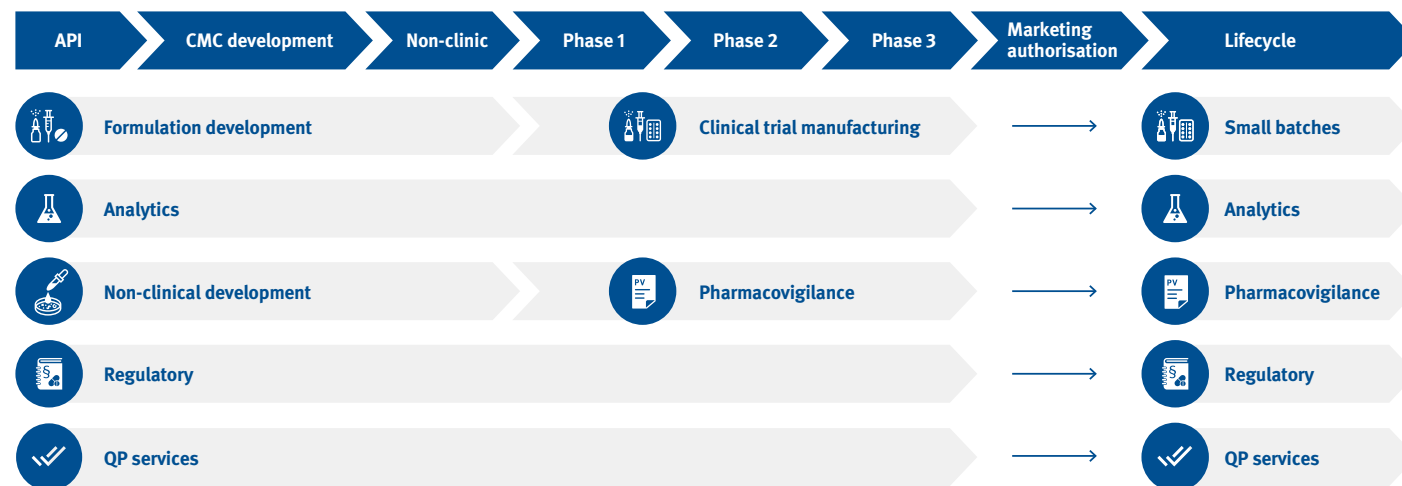 API
CMC development
Non-clinic
Phase 1
Phase 2
Phase 3
Marketing
authorisation
Lifecycle
Formulation development
Clinical trial manufacturing
Small batches
Analytics
Analytics
Non-clinical development
PV
Pharmacovigilance
PV
Pharmacovigilance
§
Regulatory
§
Regulatory
QP services
QP services